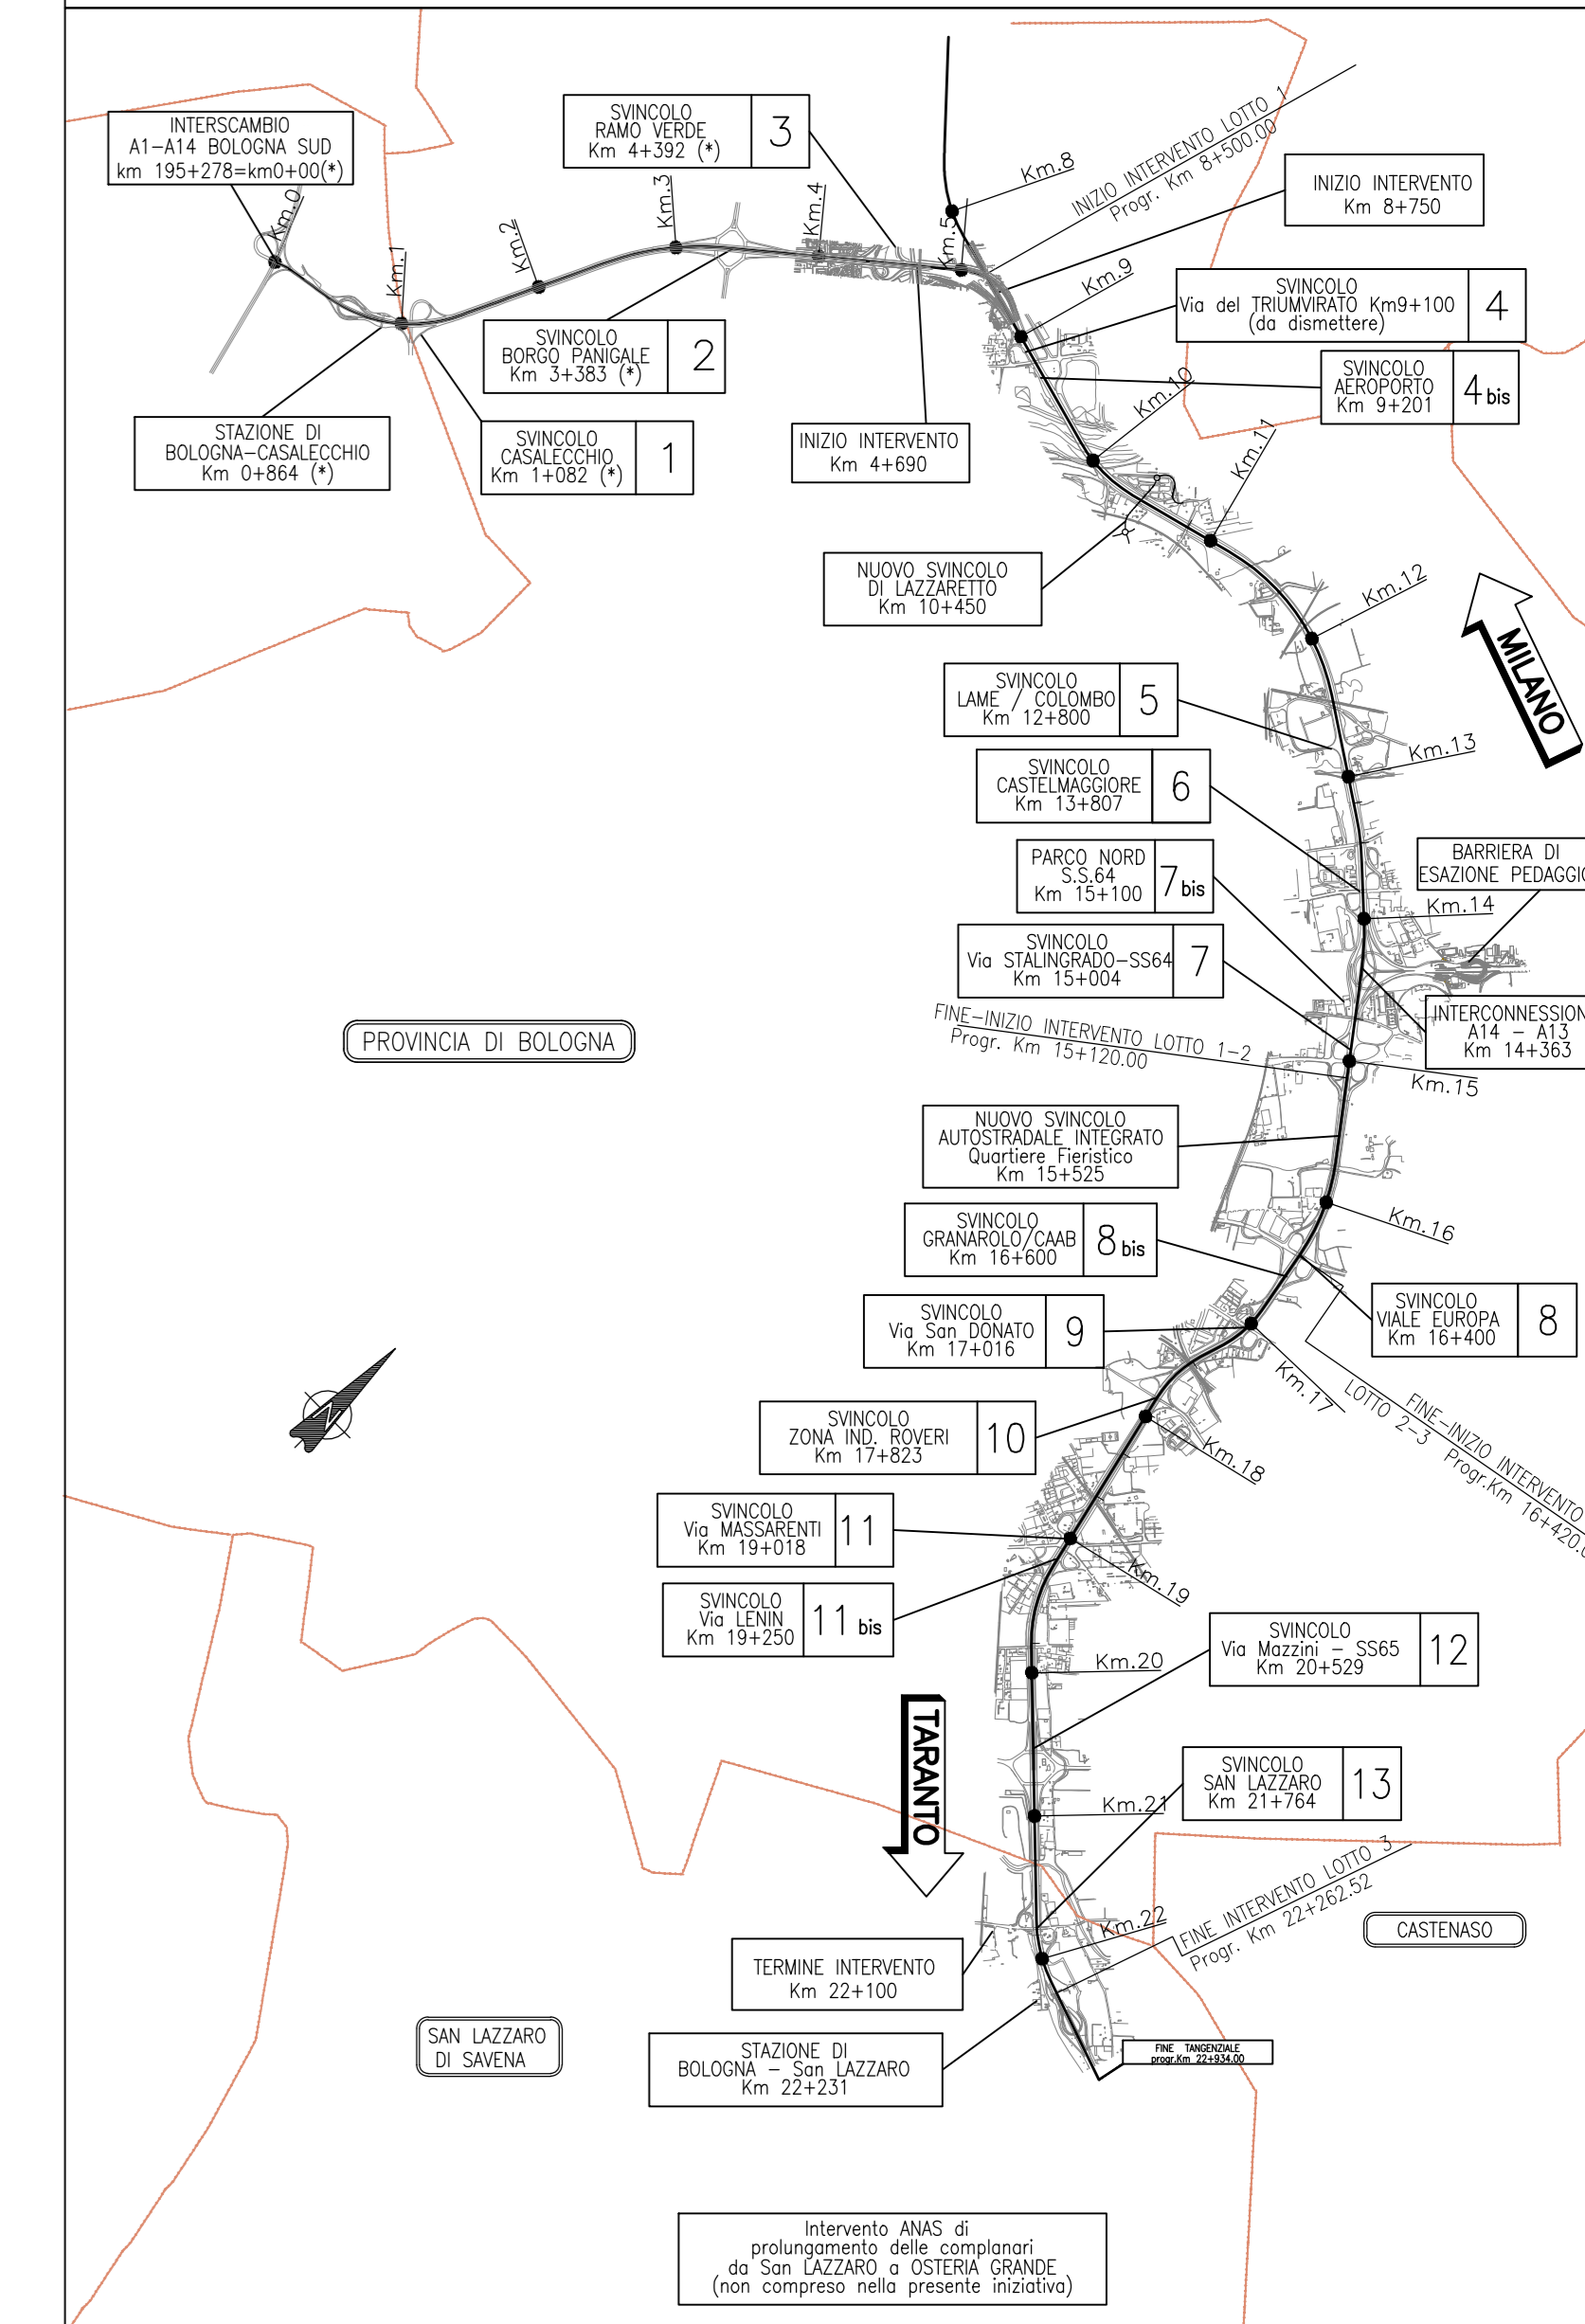 INTERSCAMBIO
A1-A14 BOLOGNA SUD
km 195+278=km0+00(*)
SVINCOLO
RAMO VERDE
Km 4+392 (*)
3
INIZIO INTERVENTO LOTTO 1
Progr. Km 8+500.00
INIZIO INTERVENTO
Km 8+750
Km.0
Km.1
Km.2
Km.3
Km.4
Km.5
Km.8
Km.9
SVINCOLO
Via del TRIUMVIRATO Km9+100
(da dismettere)
4
SVINCOLO
BORGO PANIGALE
Km 3+383 (*)
2
SVINCOLO
AEROPORTO
Km 9+201
4 bis
STAZIONE DI
BOLOGNA-CASALECCHIO
Km 0+864 (*)
SVINCOLO
CASALECCHIO
Km 1+082 (*)
1
INIZIO INTERVENTO
Km 4+690
Km.10
Km.11
NUOVO SVINCOLO
DI LAZZARETTO
Km 10+450
Km.12
MILANO
SVINCOLO
LAME / COLOMBO
Km 12+800
5
Km.13
SVINCOLO
CASTELMAGGIORE
Km 13+807
6
PARCO NORD
S.S.64
Km 15+100
7 bis
BARRIERA DI
ESAZIONE PEDAGGIO
Km.14
SVINCOLO
Via STALINGRADO-SS64
Km 15+004
7
FINE-INIZIO INTERVENTO LOTTO 1-2
Progr. Km 15+120.00
INTERCONNESSION
A14 - A13
Km 14+363
PROVINCIA DI BOLOGNA
Km.15
NUOVO SVINCOLO
AUTOSTRADALE INTEGRATO
Quartiere Fieristico
Km 15+525
Km.16
SVINCOLO
GRANAROLO/CAAB
Km 16+600
8 bis
SVINCOLO
VIALE EUROPA
Km 16+400
8
SVINCOLO
Via San DONATO
Km 17+016
9
Km.17
FINE-INIZIO INTERVENTO
LOTTO 2-3 Progr.Km 16+420.0
SVINCOLO
ZONA IND. ROVERI
Km 17+823
10
Km.18
SVINCOLO
Via MASSARENTI
Km 19+018
11
Km.19
SVINCOLO
Via LENIN
Km 19+250
11 bis
SVINCOLO
Via Mazzini - SS65
Km 20+529
12
Km.20
TARANTO
SVINCOLO
SAN LAZZARO
Km 21+764
13
Km.21
FINE INTERVENTO LOTTO 3
Progr. Km 22+262.52
Km.22
CASTENASO
TERMINE INTERVENTO
Km 22+100
SAN LAZZARO
DI SAVENA
STAZIONE DI
BOLOGNA - San LAZZARO
Km 22+231
FINE TANGENZIALE
progr.Km 22+934.00
N
Intervento ANAS di
prolungamento delle complanari
da San LAZZARO a OSTERIA GRANDE
(non compreso nella presente iniziativa)